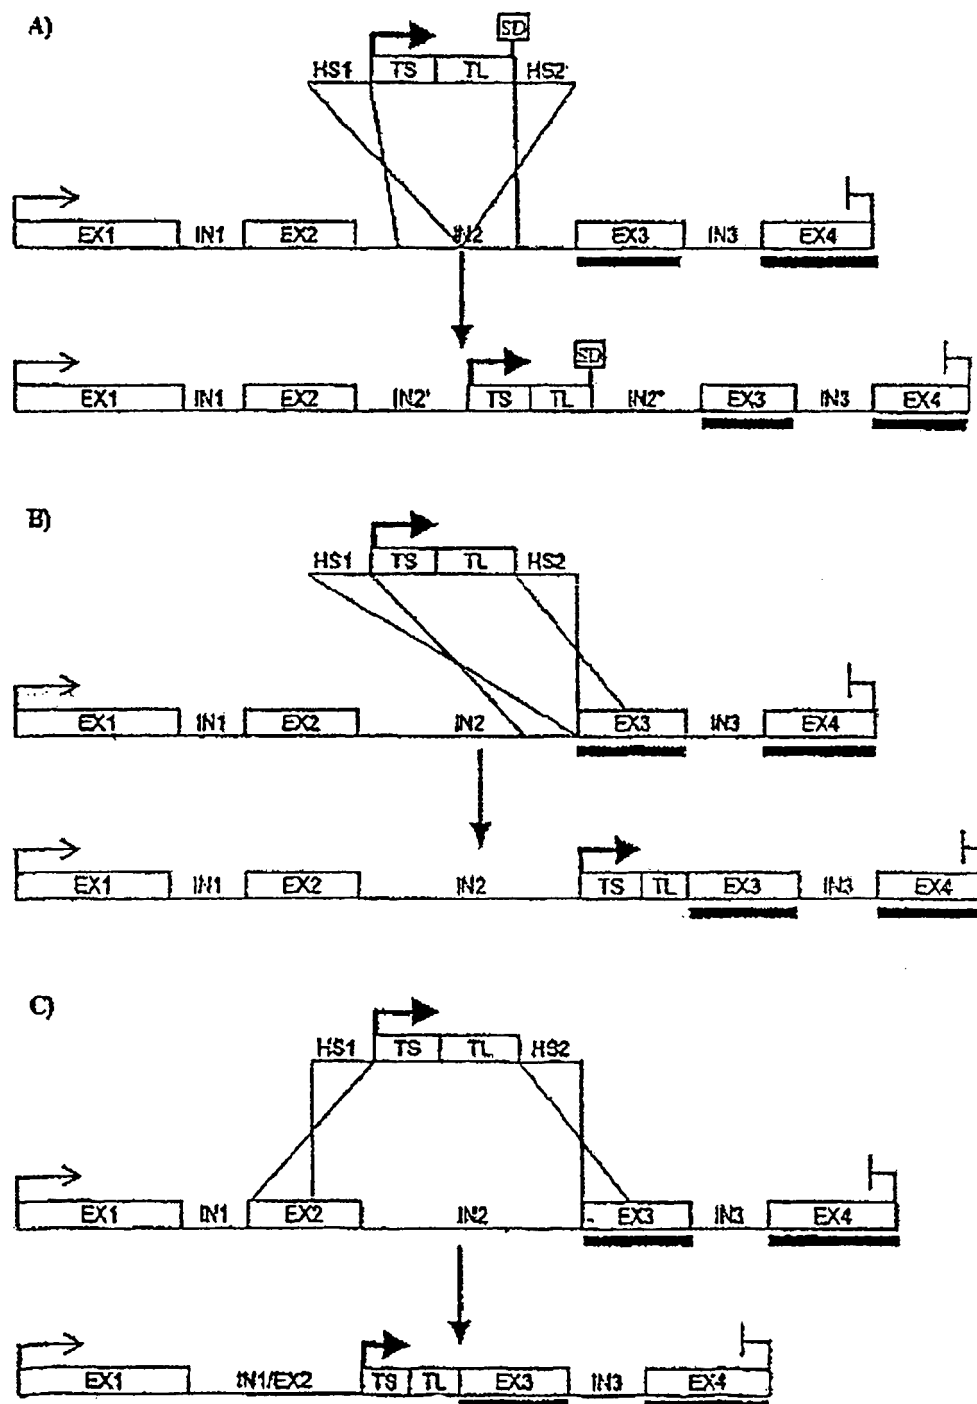 A)
SD
HS1 TS TL HS2
EX1 IN1 EX2 IN2 EX3 IN3 EX4
SD
EX1 IN1 EX2 IN2' TS TL IN2" EX3 IN3 EX4
B)
HS1 TS TL HS2
EX1 IN1 EX2 IN2 EX3 IN3 EX4
EX1 IN1 EX2 IN2 TS TL EX3 IN3 EX4
C)
HS1 TS TL HS2
EX1 IN1 EX2 IN2 EX3 IN3 EX4
EX1 IN1/EX2 TS TL EX3 IN3 EX4